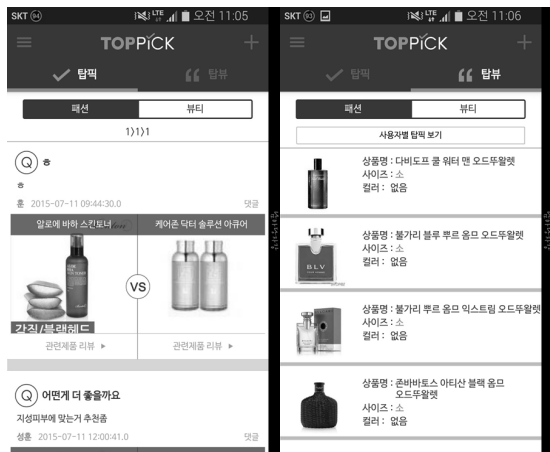 SKT 94 LTE 오전 11:05
TOPPiCK
탑픽 탑뷰
패션 뷰티
1〉1〉1
Q ㅎ
ㅎ
훈 2015-07-11 09:44:30.0 댓글
알로에 바하 스킨토너
VS
케어존 닥터 솔루션 아큐어
각질/블랙헤드
관련제품 리뷰 ▶ 관련제품 리뷰 ▶
Q 어떤게 더 좋을까요
지성피부에 맞는거 추천좀
성훈 2015-07-11 12:00:41.0 댓글
SKT 93 LTE 오전 11:06
TOPPiCK
탑픽 탑뷰
패션 뷰티
사용자별 탑픽 보기
상품명 : 다비도프 쿨 워터 맨 오드뚜왈렛
사이즈 : 소
컬러 : 없음
상품명 : 불가리 블루 뿌르 옴므 오드뚜왈렛
사이즈 : 소
컬러 : 없음
BLV
상품명 : 불가리 뿌르 옴므 익스트림 오드뚜왈렛
사이즈 : 소
컬러 : 없음
상품명 : 존바바토스 아티산 블랙 옴므
오드뚜왈렛
사이즈 : 소
컬러 : 없음